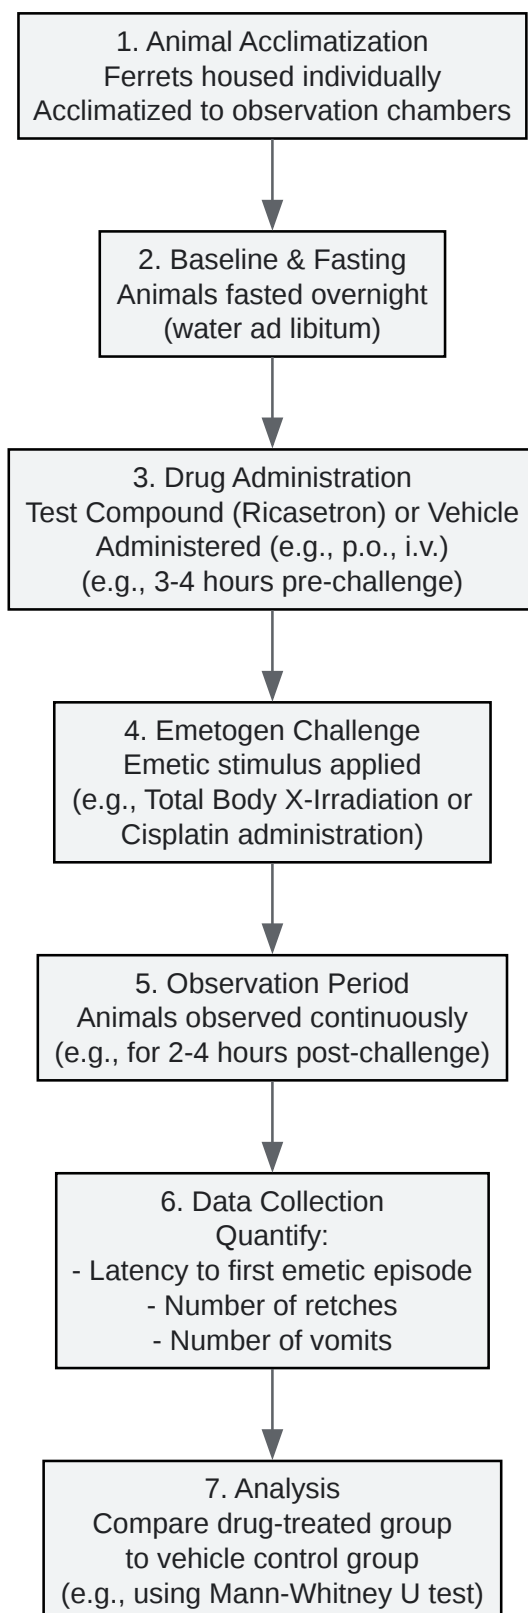 1. Animal Acclimatization
Ferrets housed individually
Acclimatized to observation chambers
2. Baseline & Fasting
Animals fasted overnight
(water ad libitum)
3. Drug Administration
Test Compound (Ricasetron) or Vehicle
Administered (e.g., p.o., i.v.)
(e.g., 3-4 hours pre-challenge)
4. Emetogen Challenge
Emetic stimulus applied
(e.g., Total Body X-Irradiation or
Cisplatin administration)
5. Observation Period
Animals observed continuously
(e.g., for 2-4 hours post-challenge)
6. Data Collection
Quantify:
- Latency to first emetic episode
- Number of retches
- Number of vomits
7. Analysis
Compare drug-treated group
to vehicle control group
(e.g., using Mann-Whitney U test)